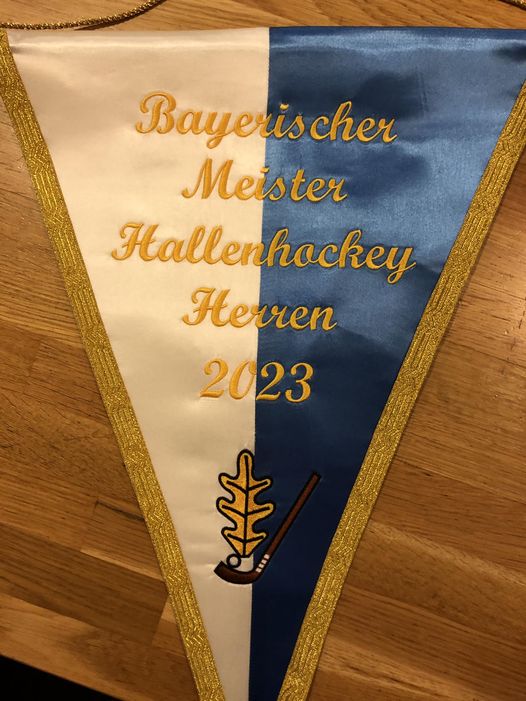 Bayerischer
Meister
Hallenhockey
Herren
2023